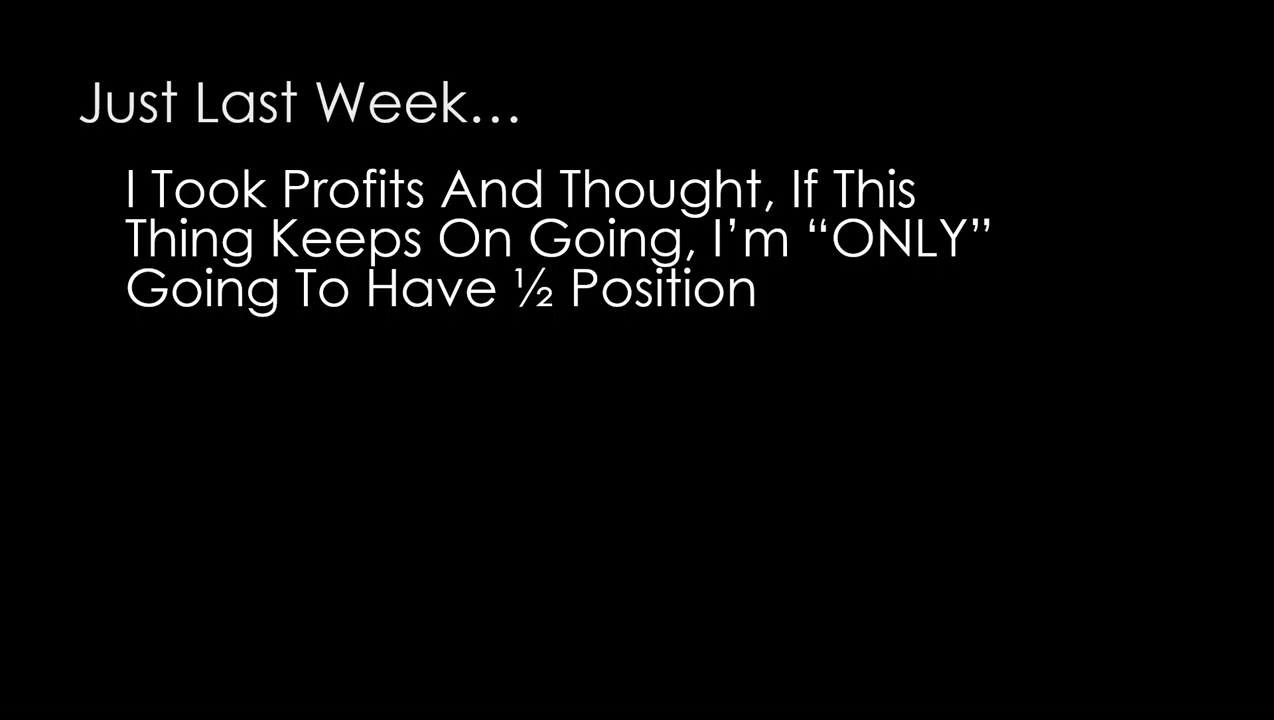 Just Last Week…
I Took Profits And Thought, If This
Thing Keeps On Going, I’m “ONLY”
Going To Have ½ Position